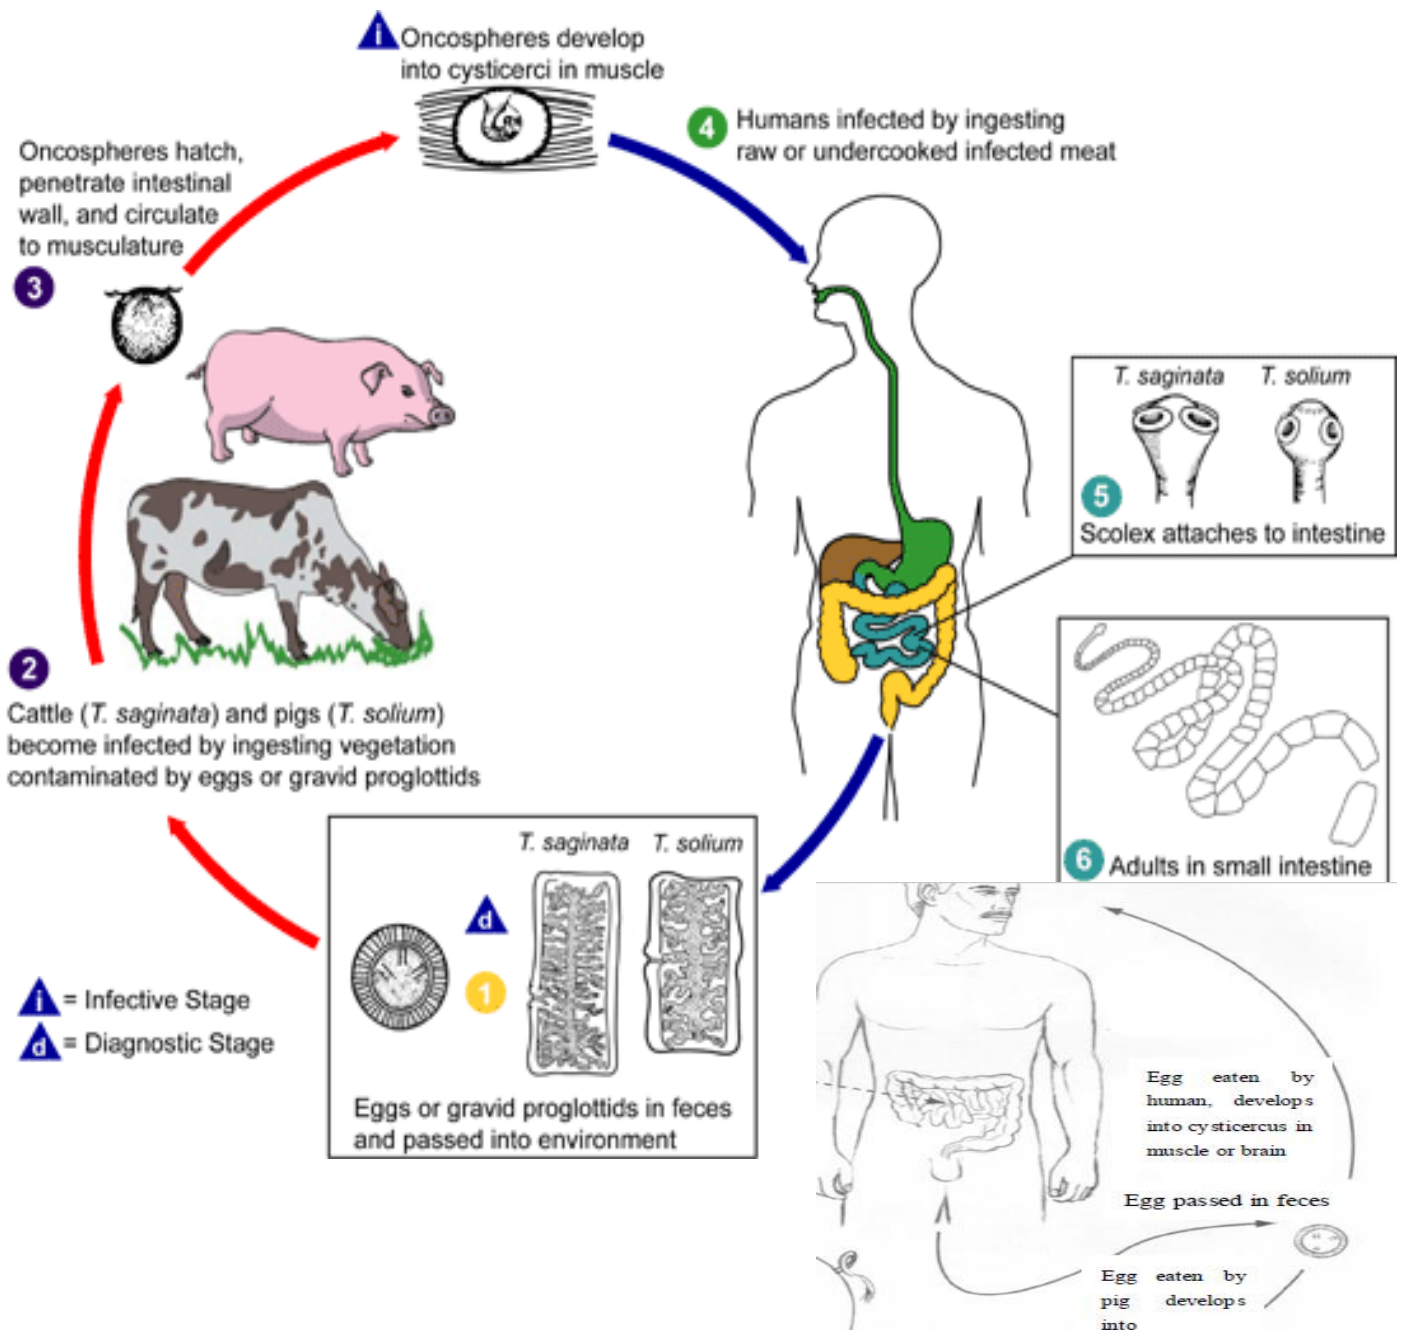 i
Oncospheres develop
into cysticerci in muscle
4
Humans infected by ingesting
raw or undercooked infected meat
Oncospheres hatch,
penetrate intestinal
wall, and circulate
to musculature
3
T. saginata
T. solium
5
Scolex attaches to intestine
2
Cattle (T. saginata) and pigs (T. solium)
become infected by ingesting vegetation
contaminated by eggs or gravid proglottids
6 Adults in small intestine
T. saginata
T. solium
d
1
Eggs or gravid proglottids in feces
and passed into environment
i = Infective Stage
d = Diagnostic Stage
Egg eaten by
human, develops
into cysticercus in
muscle or brain
Egg passed in feces
Egg eaten by
pig develops
into